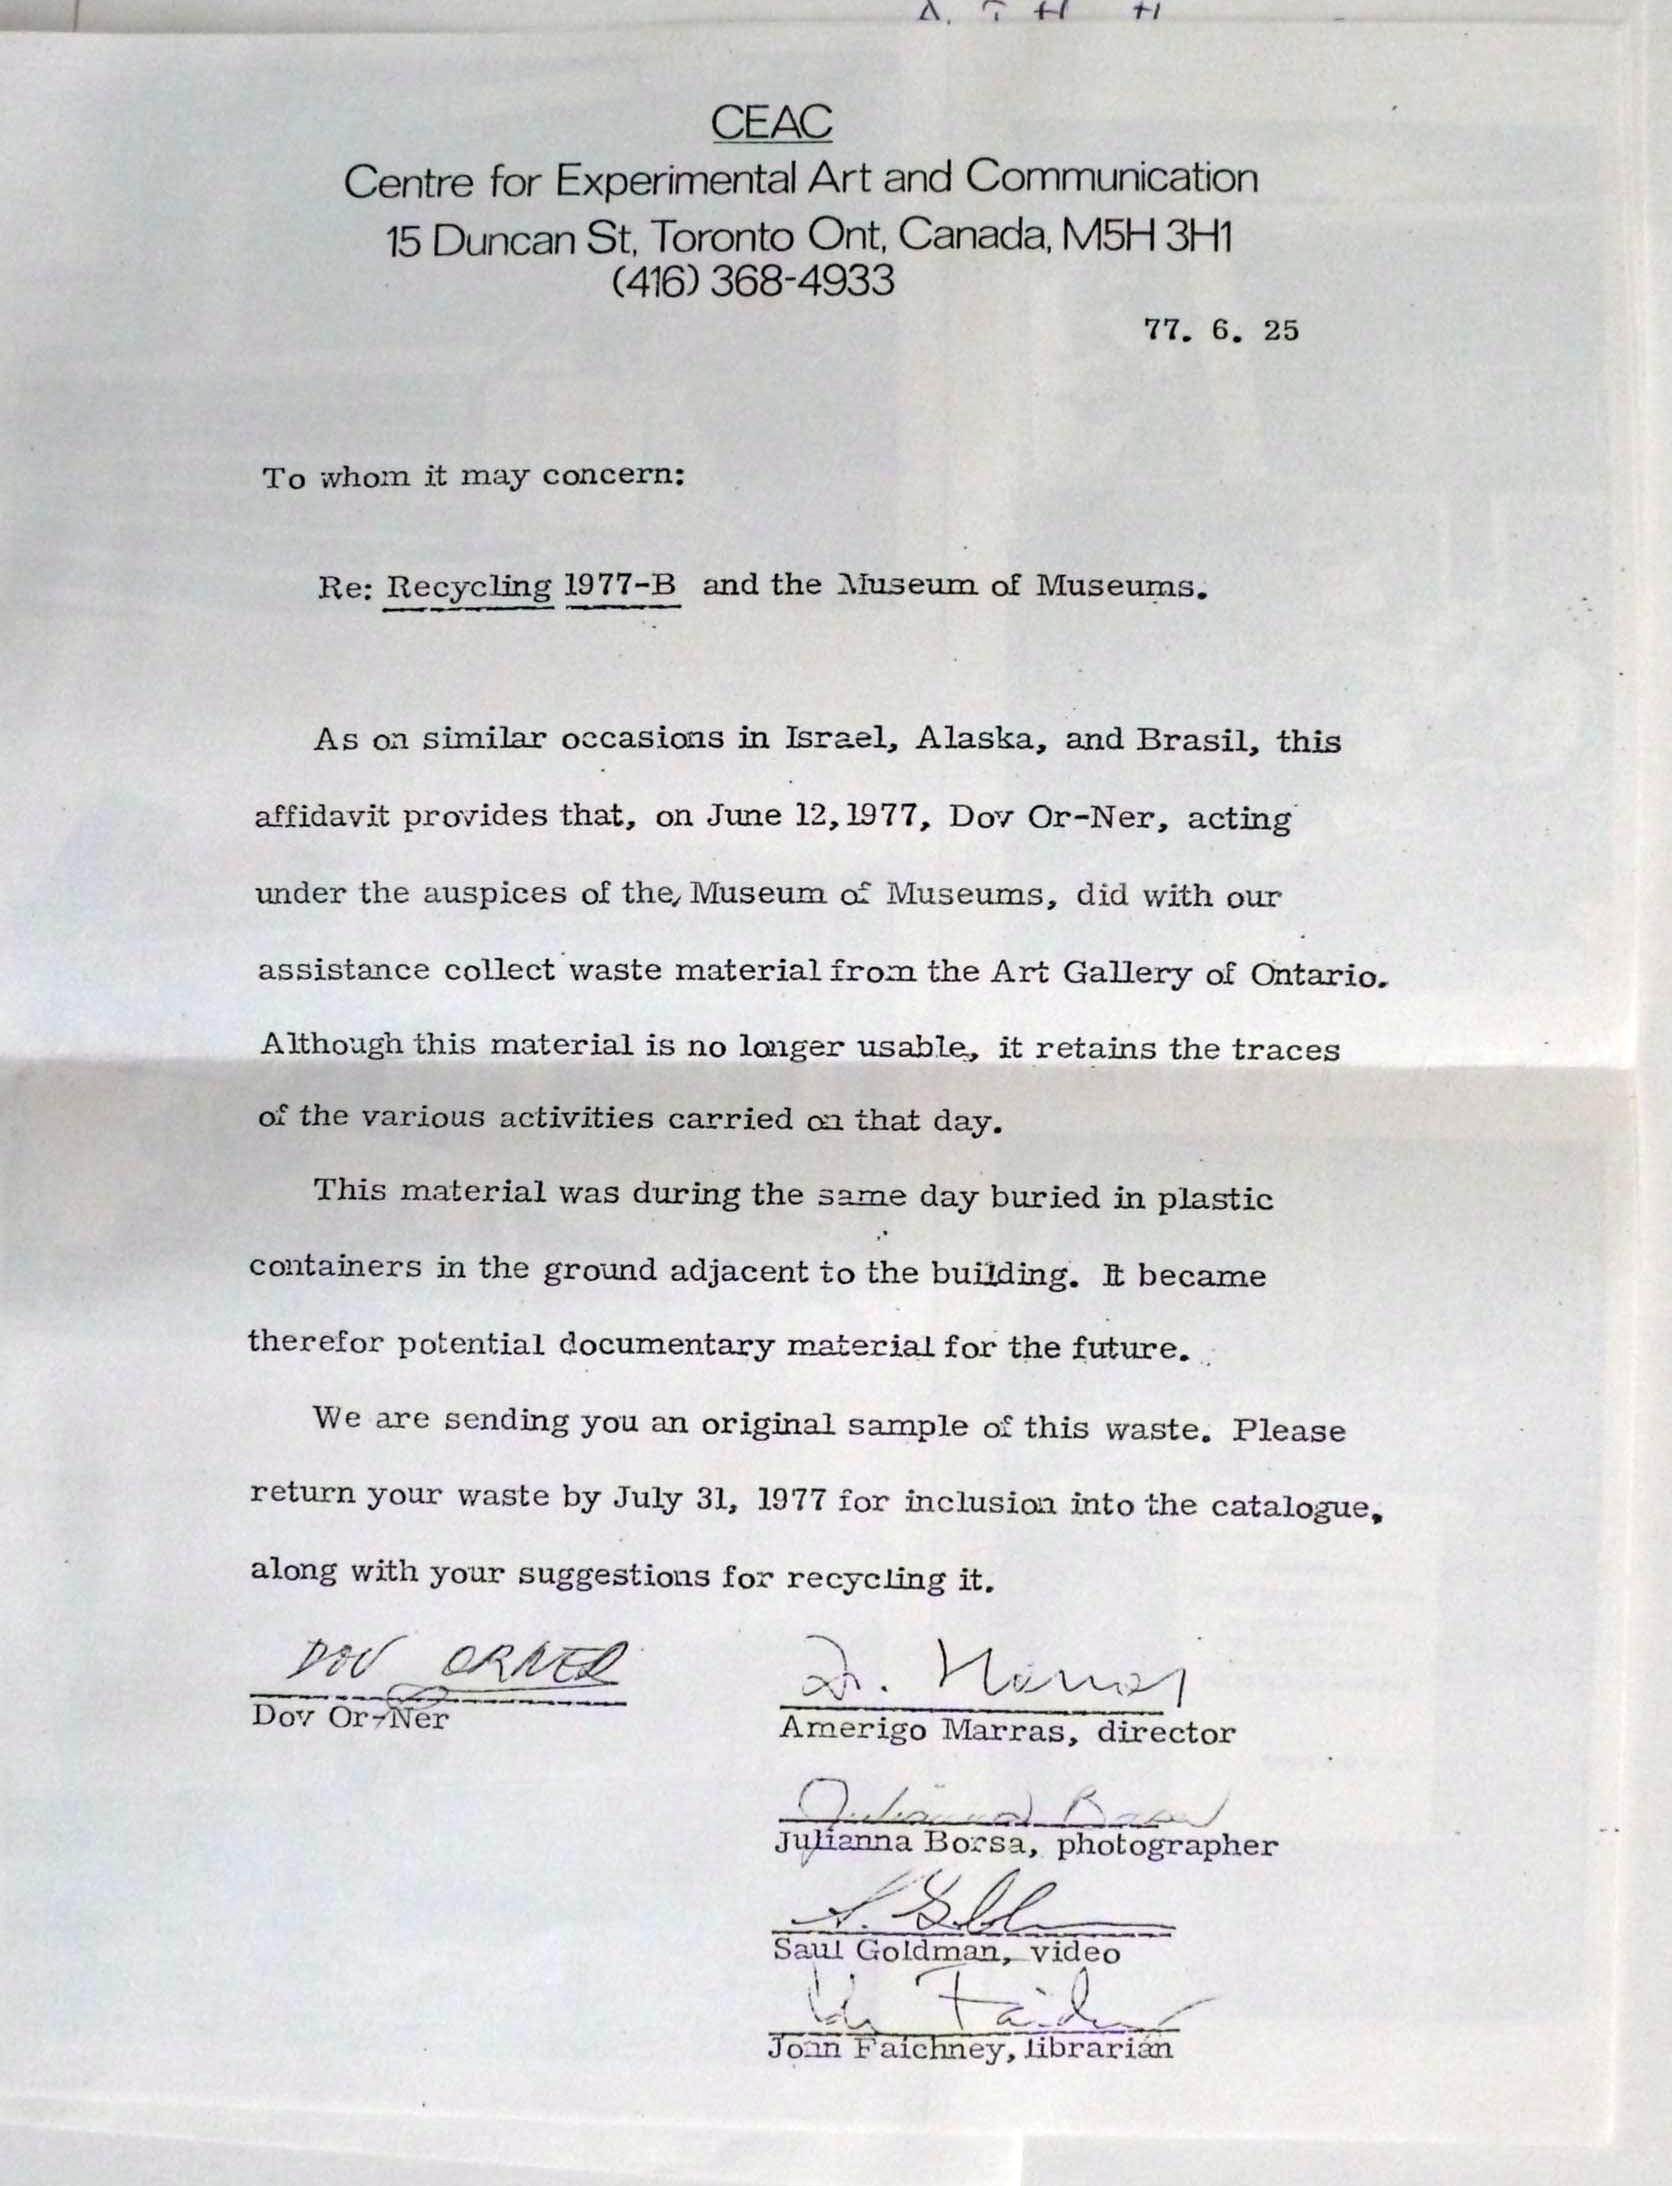 CEAC
Centre for Experimental Art and Communication
15 Duncan St, Toronto Ont, Canada, M5H 3H1
(416) 368-4933
77. 6. 25
To whom it may concern:
Re: Recycling 1977-B and the Museum of Museums.
As on similar occasions in Israel, Alaska, and Brasil, this
affidavit provides that, on June 12,1977, Dov Or-Ner, acting
under the auspices of the, Museum of Museums, did with our
assistance collect waste material from the Art Gallery of Ontario.
Although this material is no longer usable, it retains the traces
of the various activities carried on that day.
This material was during the same day buried in plastic
containers in the ground adjacent to the building. It became
therefor potential documentary material for the future.
We are sending you an original sample of this waste. Please
return your waste by July 31, 1977 for inclusion into the catalogue,
along with your suggestions for recycling it.
DOV ORNER
Dov Or-Ner
A. Marras
Amerigo Marras, director
Julianna Borsa
Julianna Borsa, photographer
Saul Goldman, video
Joan Faichney, librarian